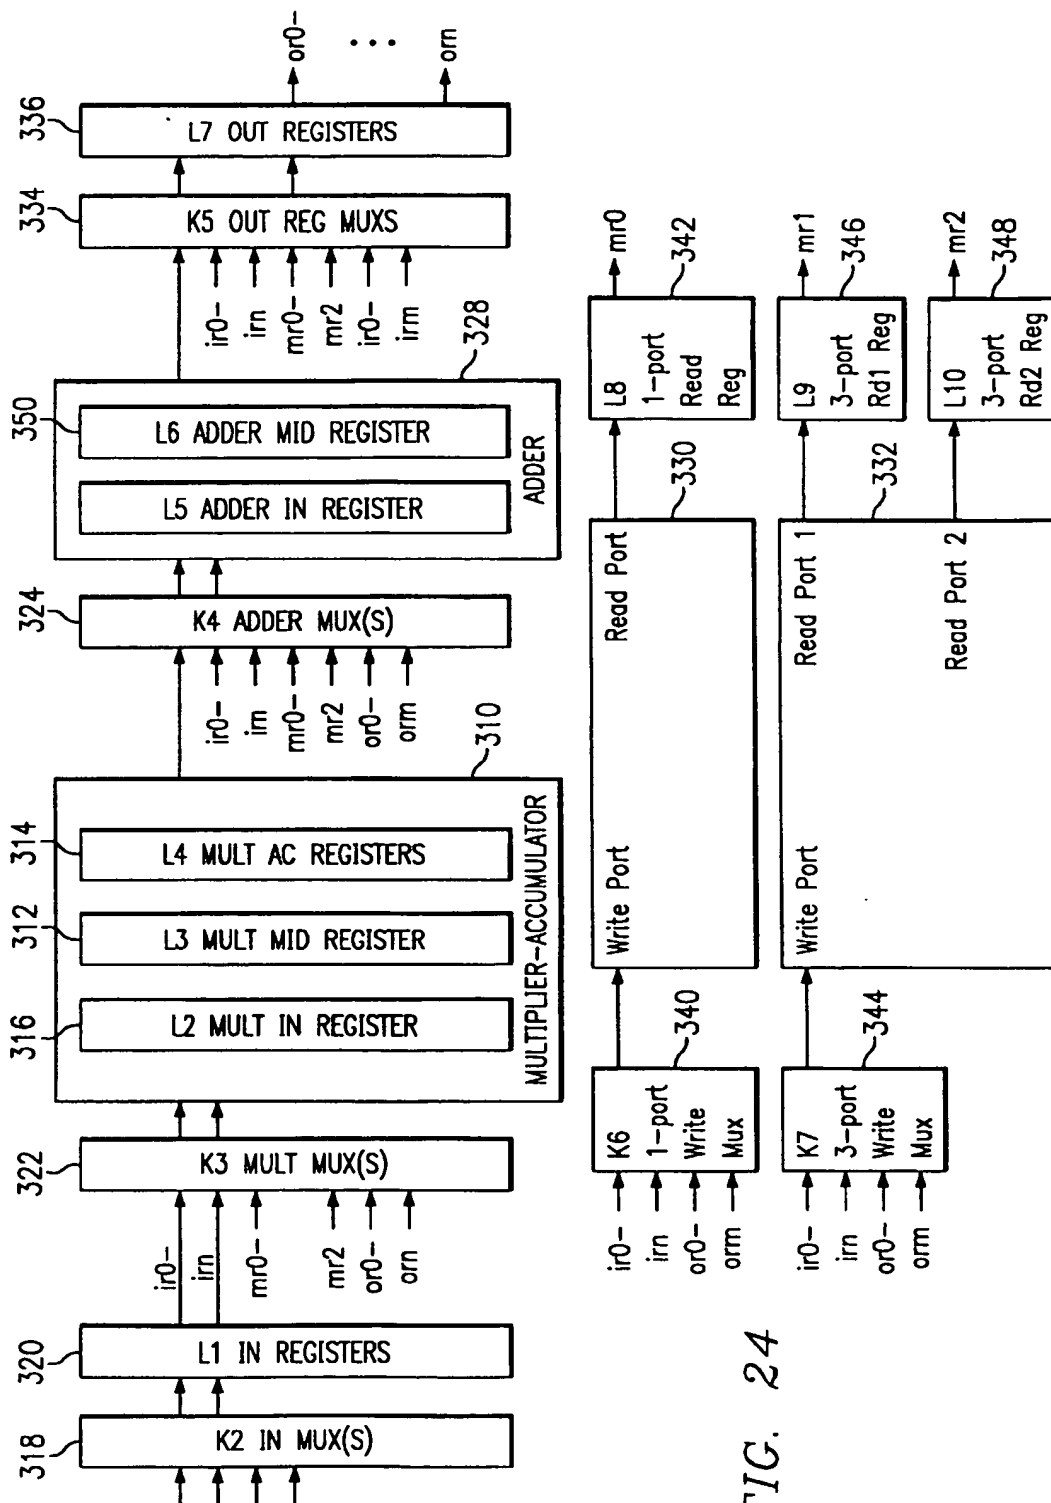 318
K2 IN MUX(S)
320
L1 IN REGISTERS
ir0-
irn
mr0-
mr2
or0-
orn
322
K3 MULT MUX(S)
316
L2 MULT IN REGISTER
312
L3 MULT MID REGISTER
314
L4 MULT AC REGISTERS
MULTIPLIER-ACCUMULATOR
310
ir0-
irn
mr0-
mr2
or0-
orm
324
K4 ADDER MUX(S)
L5 ADDER IN REGISTER
350
L6 ADDER MID REGISTER
ADDER
328
ir0-
irn
mr0-
mr2
ir0-
irm
334
K5 OUT REG MUXS
336
L7 OUT REGISTERS
or0-
orn
ir0-
irn
or0-
orm
K6
1-port
Write
Mux
340
Write Port
Read Port
330
L8
1-port
Read
Reg
342
mr0
ir0-
irn
or0-
orm
K7
3-port
Write
Mux
344
Write Port
Read Port 1
Read Port 2
332
L9
3-port
Rd1 Reg
346
mr1
L10
3-port
Rd2 Reg
348
mr2
FIG. 24